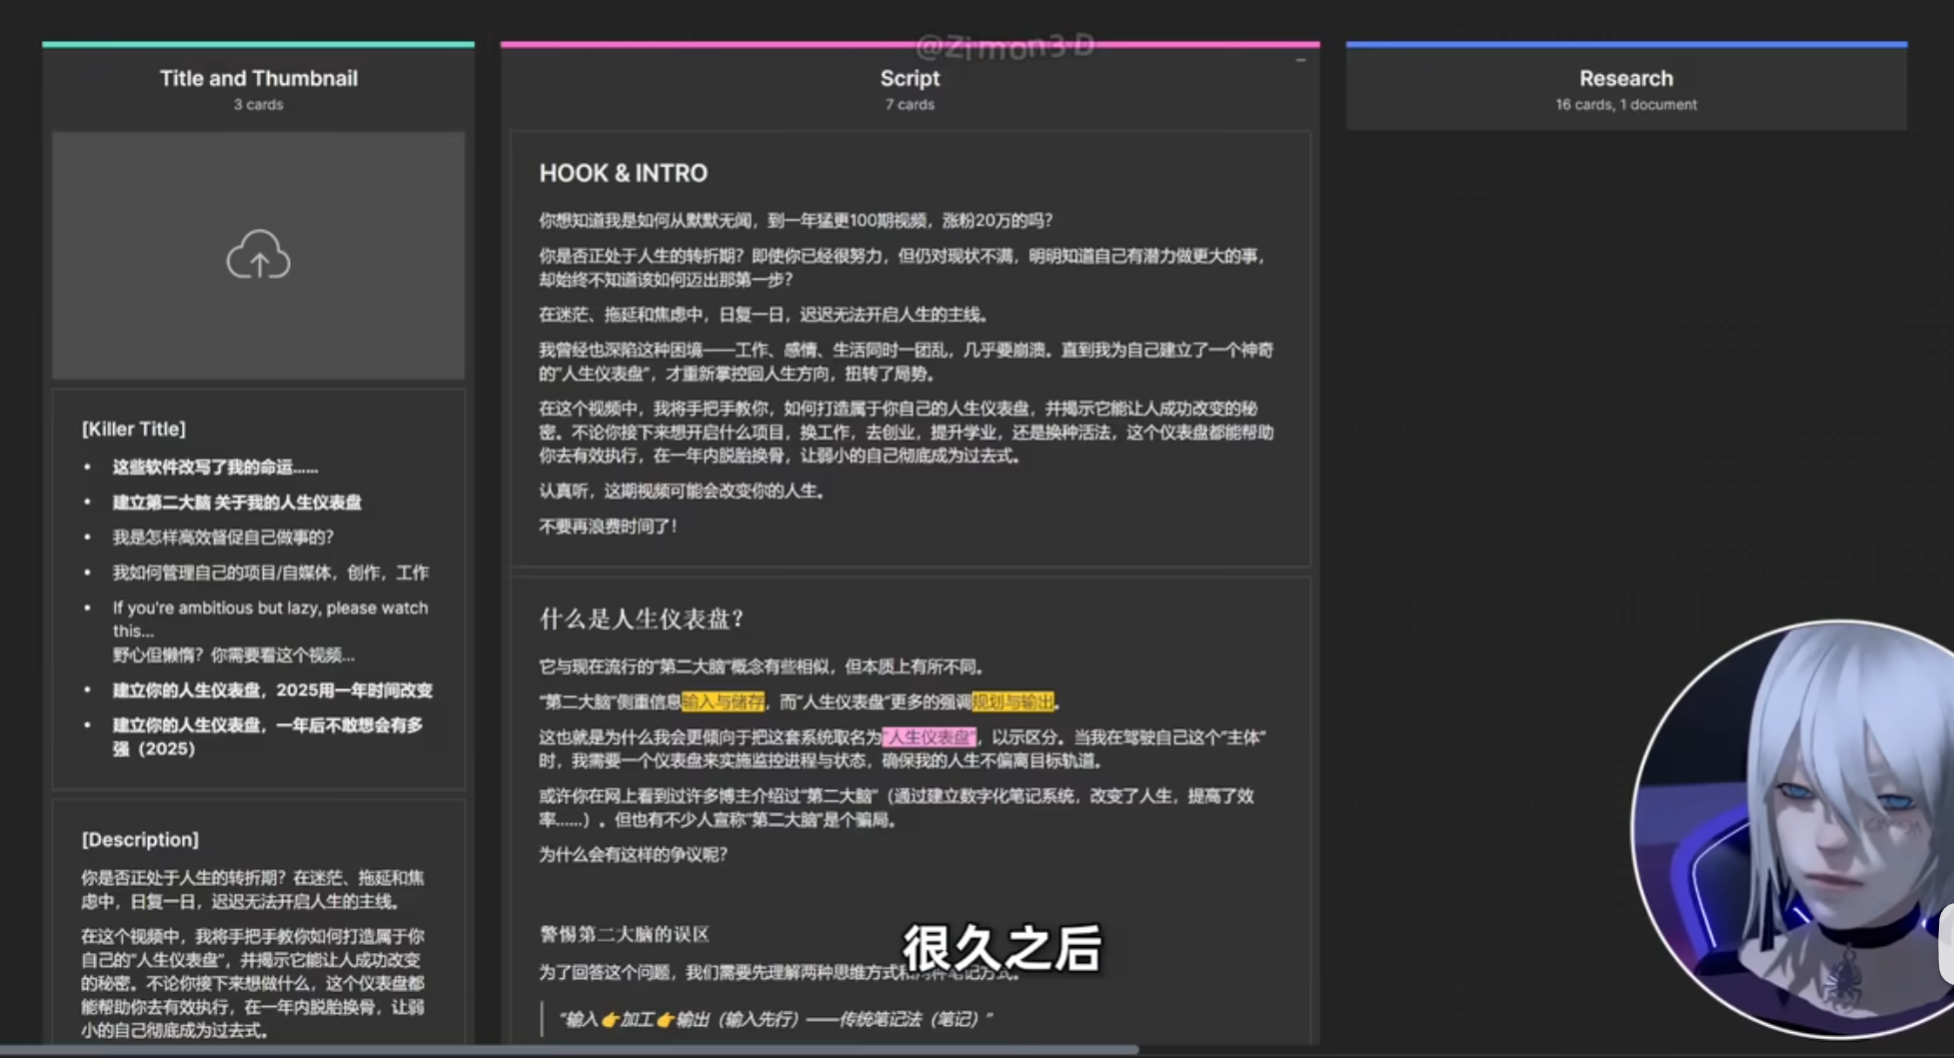 @Zimon3D
Title and Thumbnail
3 cards
[Killer Title]
• 这些软件改写了我的命运……
• 建立第二大脑 关于我的人生仪表盘
• 我是怎样高效督促自己做事的？
• 我如何管理自己的项目/自媒体，创作，工作
• If you're ambitious but lazy, please watch
this...
野心但懒惰？你需要看这个视频...
• 建立你的人生仪表盘，2025用一年时间改变
• 建立你的人生仪表盘，一年后不敢想会有多
强（2025）
[Description]
你是否正处于人生的转折期？在迷茫、拖延和焦
虑中，日复一日，迟迟无法开启人生的主线。
在这个视频中，我将手把手教你如何打造属于你
自己的“人生仪表盘”，并揭示它能让人成功改变
的秘密。不论你接下来想做什么，这个仪表盘都
能帮助你去有效执行，在一年内脱胎换骨，让弱
小的自己彻底成为过去式。
Script
7 cards
HOOK & INTRO
你想知道我是如何从默默无闻，到一年猛更100期视频，涨粉20万的吗？
你是否正处于人生的转折期？即使你已经很努力，但仍对现状不满，明明知道自己有潜力做更大的事，
却始终不知道该如何迈出那第一步？
在迷茫、拖延和焦虑中，日复一日，迟迟无法开启人生的主线。
我曾经也深陷这种困境——工作、感情、生活同时一团乱，几乎要崩溃。直到我为自己建立了一个神奇
的“人生仪表盘”，才重新掌控回人生方向，扭转了局势。
在这个视频中，我将手把手教你，如何打造属于你自己的人生仪表盘，并揭示它能让人成功改变的秘
密。不论你接下来想开启什么项目，换工作，去创业，提升学业，还是换种活法，这个仪表盘都能帮助
你去有效执行，在一年内脱胎换骨，让弱小的自己彻底成为过去式。
认真听，这期视频可能会改变你的人生。
不要再浪费时间了！
什么是人生仪表盘？
它与现在流行的“第二大脑”概念有些相似，但本质上有所不同。
“第二大脑”侧重信息输入与储存，而“人生仪表盘”更多的强调规划与输出。
这也就是为什么我会更倾向于把这套系统取名为“人生仪表盘”，以示区分。当我在驾驶自己这个“主体”
时，我需要一个仪表盘来实施监控进程与状态，确保我的人生不偏离目标轨道。
或许你在网上看到过许多博主介绍过“第二大脑”（通过建立数字化笔记系统，改变了人生，提高了效
率……）。但也有不少人宣称“第二大脑”是个骗局。
为什么会有这样的争议呢？
警惕第二大脑的误区
为了回答这个问题，我们需要先理解两种思维方式和两种笔记方式。
“输入👉加工👉输出（输入先行）——传统笔记法（笔记）”
Research
16 cards, 1 document
很久之后